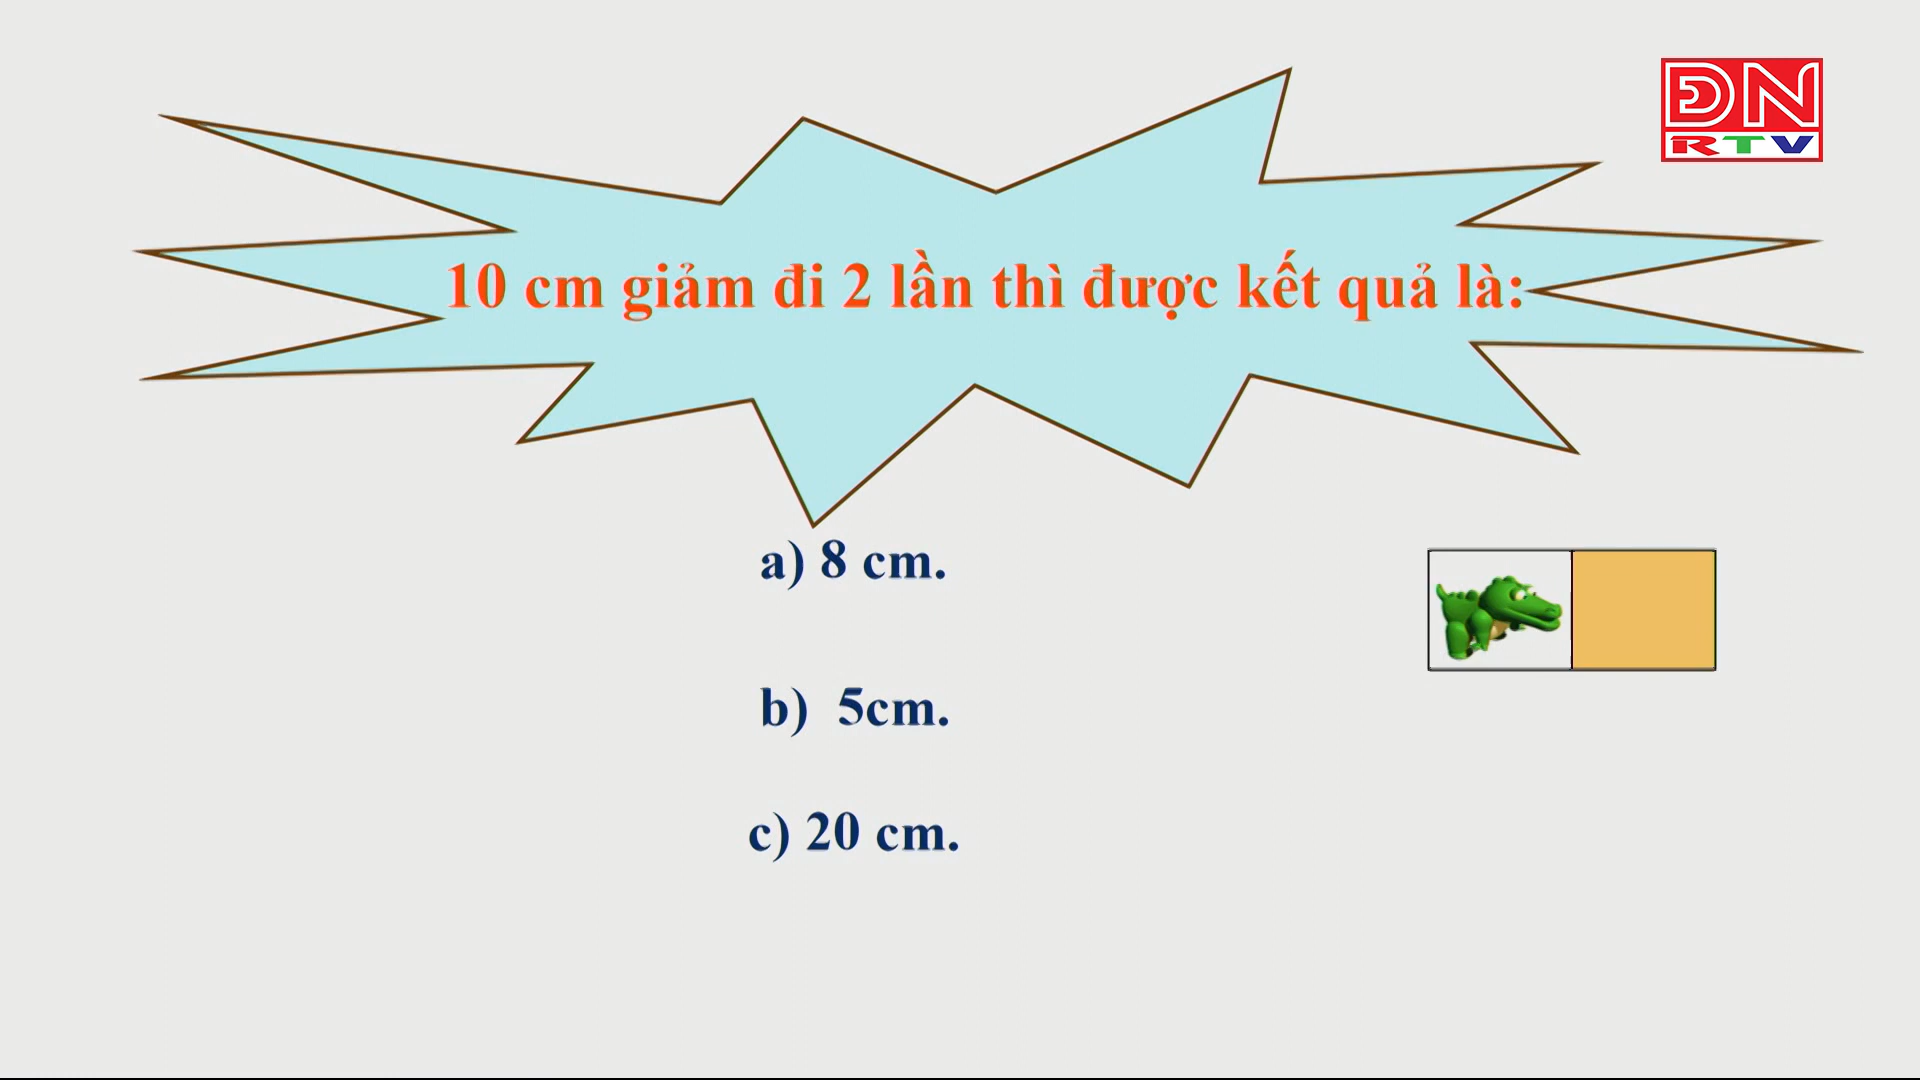 ĐN
RTV
10 cm giảm đi 2 lần thì được kết quả là:
a) 8 cm.
b) 5cm.
c) 20 cm.